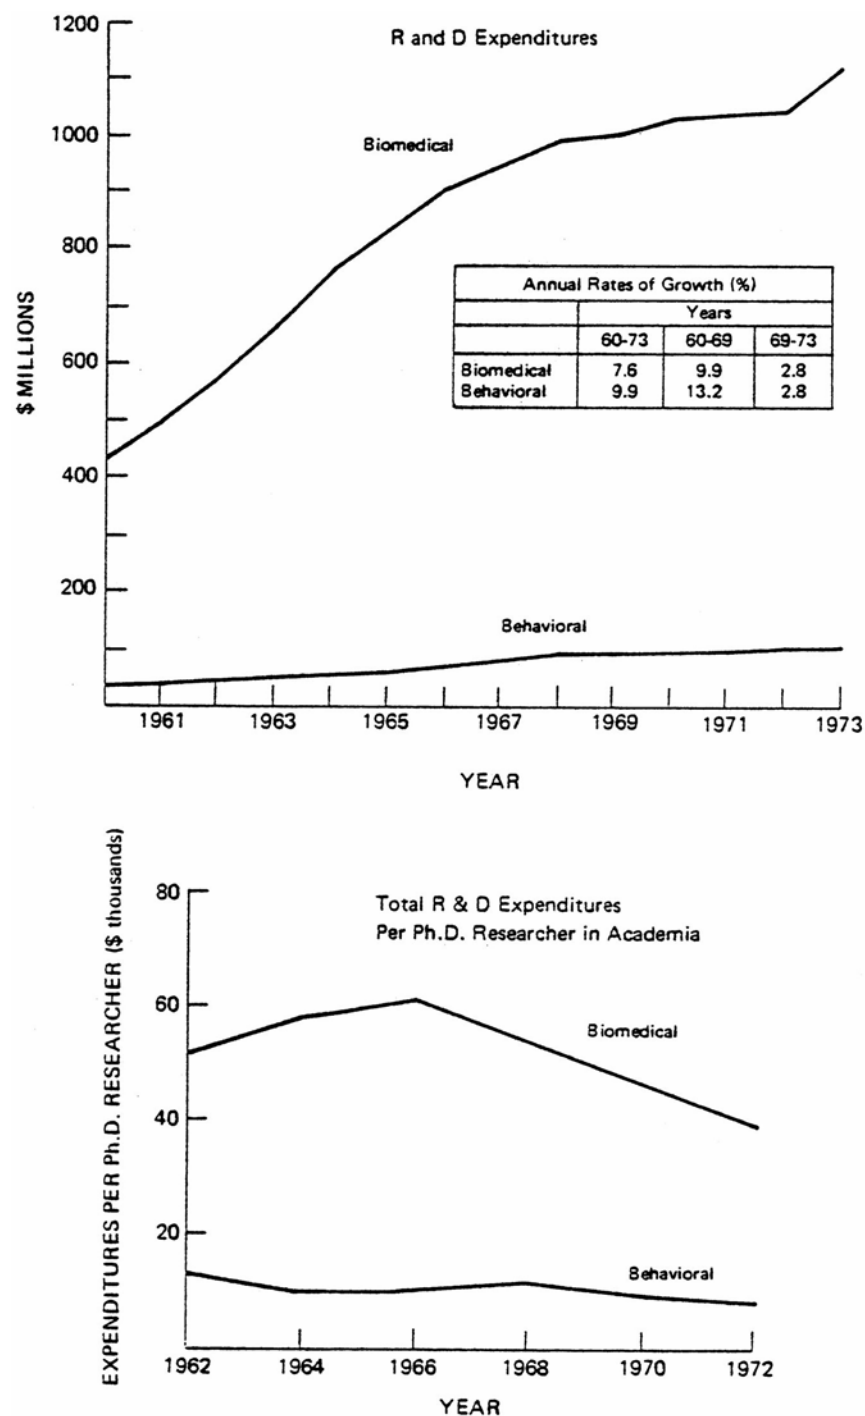 R and D Expenditures
1200
1000
800
600
400
200
$ MILLIONS
Biomedical
Annual Rates of Growth (%)
Years
60-73 60-69 69-73
Biomedical 7.6 9.9 2.8
Behavioral 9.9 13.2 2.8
Behavioral
1961 1963 1965 1967 1969 1971 1973
YEAR
EXPENDITURES PER Ph.D. RESEARCHER ($ thousands)
80
60
40
20
Total R & D Expenditures
Per Ph.D. Researcher in Academia
Biomedical
Behavioral
1962 1964 1966 1968 1970 1972
YEAR